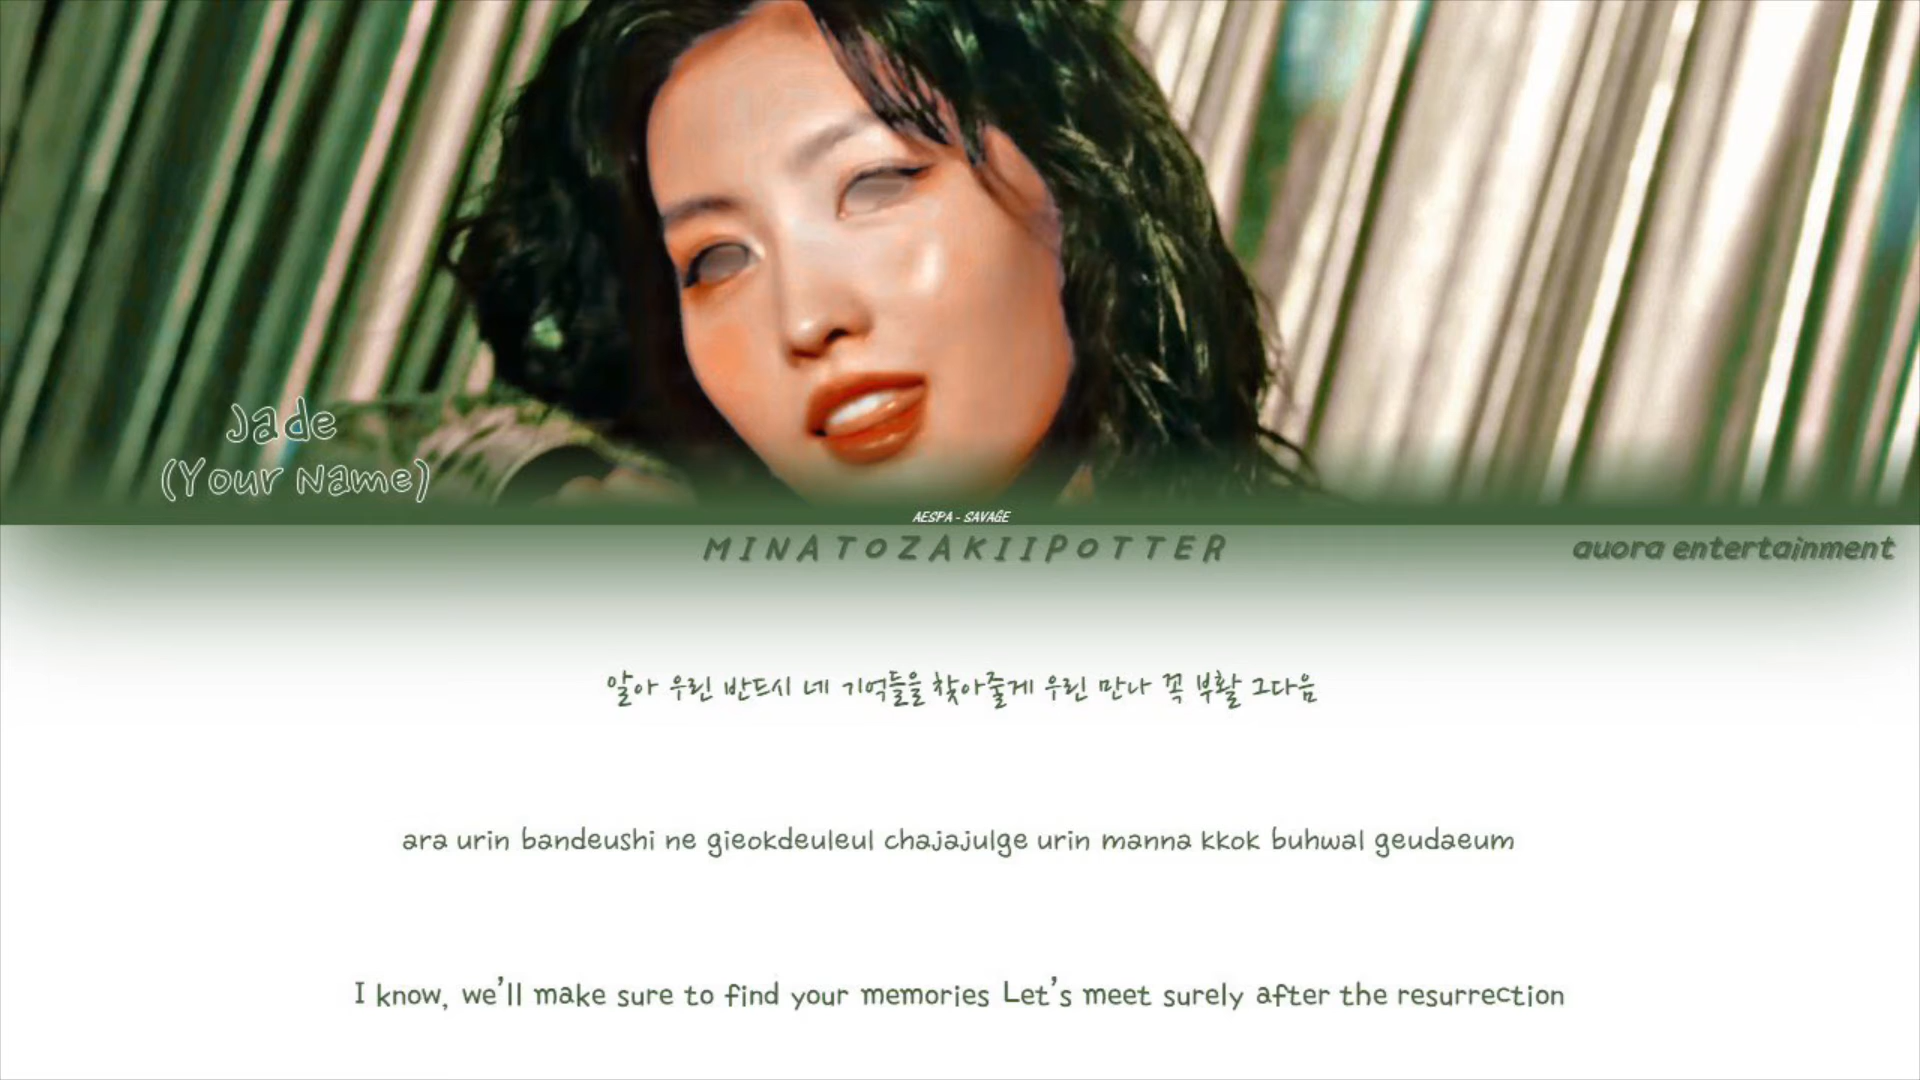 Jade
(Your Name)
AESPA - SAVAGE
MINATOZAKIIPOTTER
auora entertainment
알아 우린 반드시 네 기억들을 찾아줄게 우린 만나 꼭 부활 그다음
ara urin bandeushi ne gieokdeuleul chajajulge urin manna kkok buhwal geudaeum
I know, we'll make sure to find your memories Let's meet surely after the resurrection